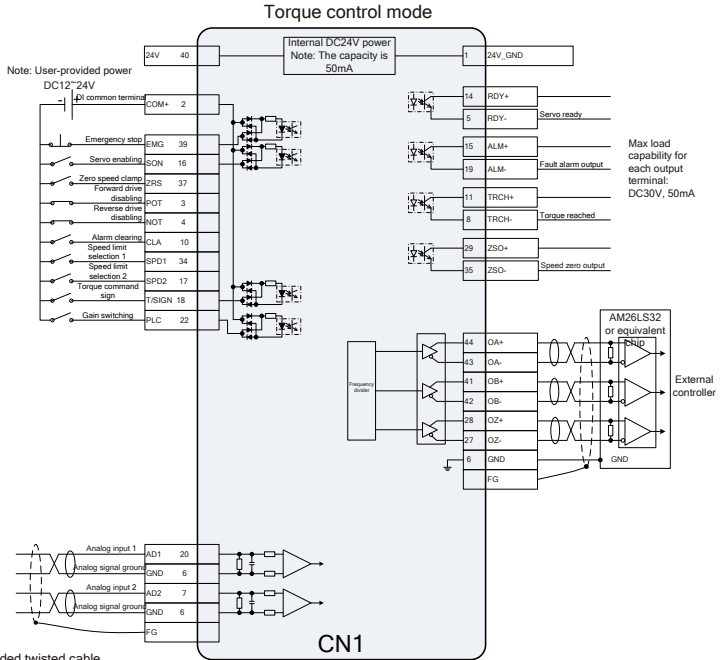 Torque control mode
24V 40
Internal DC24V power
Note: The capacity is
50mA
1 24V_GND
Note: User-provided power
DC12~24V
- + DI common terminal
COM+ 2
Emergency stop EMG 39
Servo enabling SON 16
Zero speed clamp ZRS 37
Forward drive
disabling POT 3
Reverse drive
disabling NOT 4
Alarm clearing CLA 10
Speed limit
selection 1 SPD1 34
Speed limit
selection 2 SPD2 17
Torque command
sign T/SIGN 18
Gain switching PLC 22
14 RDY+
5 RDY- Servo ready
15 ALM+
19 ALM- Fault alarm output
11 TRCH+
8 TRCH- Torque reached
29 ZSO+
35 ZSO- Speed zero output
Max load
capability for
each output
terminal:
DC30V, 50mA
Frequency
divider
44 OA+
43 OA-
41 OB+
42 OB-
28 OZ+
27 OZ-
6 GND
FG
AM26LS32
or equivalent
chip
GND
External
controller
Analog input 1 AD1 20
Analog signal ground GND 6
Analog input 2 AD2 7
Analog signal ground GND 6
FG
CN1
ded twisted cable